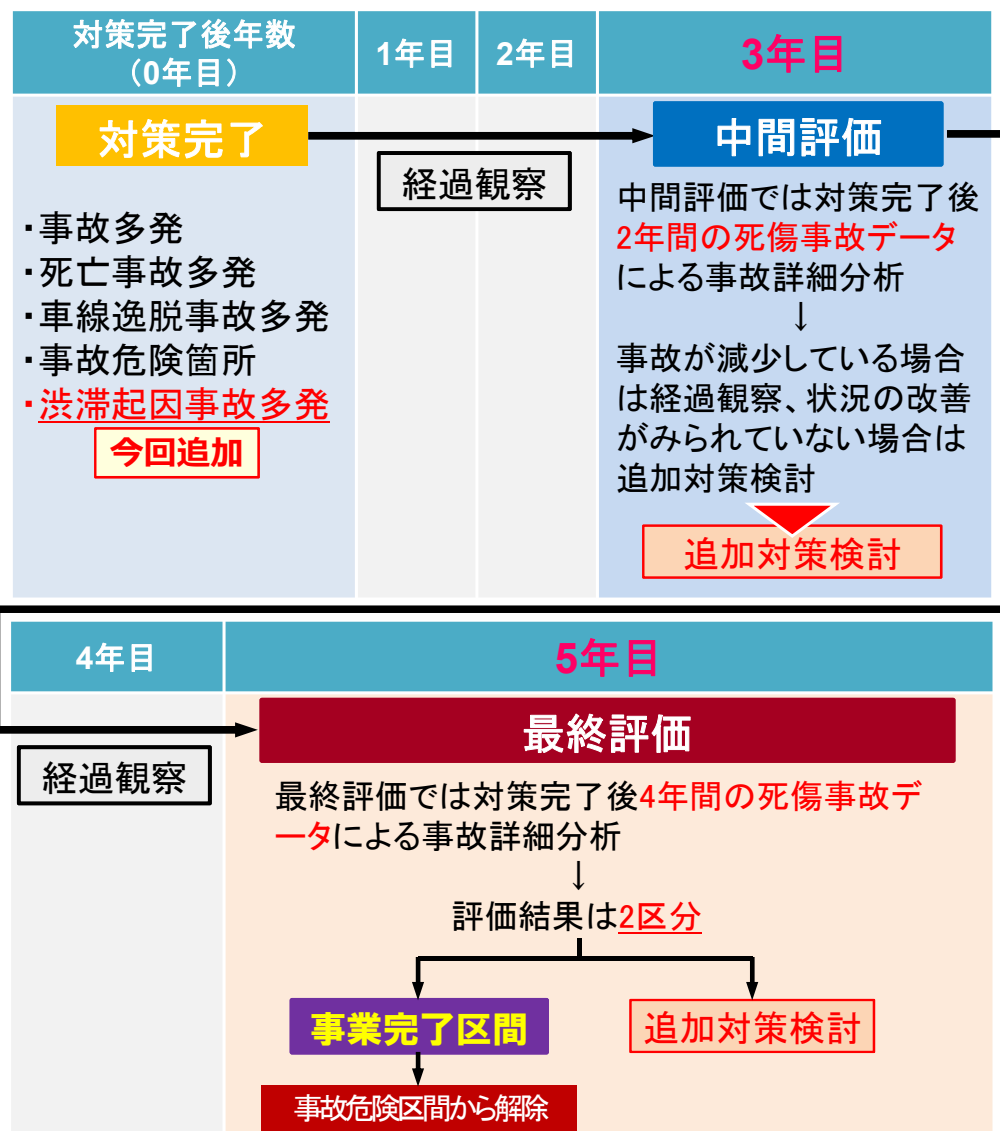 対策完了後年数
（0年目）
1年目
2年目
3年目
対策完了
経過観察
・事故多発
・死亡事故多発
・車線逸脱事故多発
・事故危険箇所
・渋滞起因事故多発
今回追加
中間評価
中間評価では対策完了後
2年間の死傷事故データ
による事故詳細分析
↓
事故が減少している場合
は経過観察、状況の改善
がみられていない場合は
追加対策検討
追加対策検討
4年目
5年目
経過観察
最終評価
最終評価では対策完了後4年間の死傷事故デ
ータによる事故詳細分析
↓
評価結果は2区分
事業完了区間
追加対策検討
事故危険区間から解除